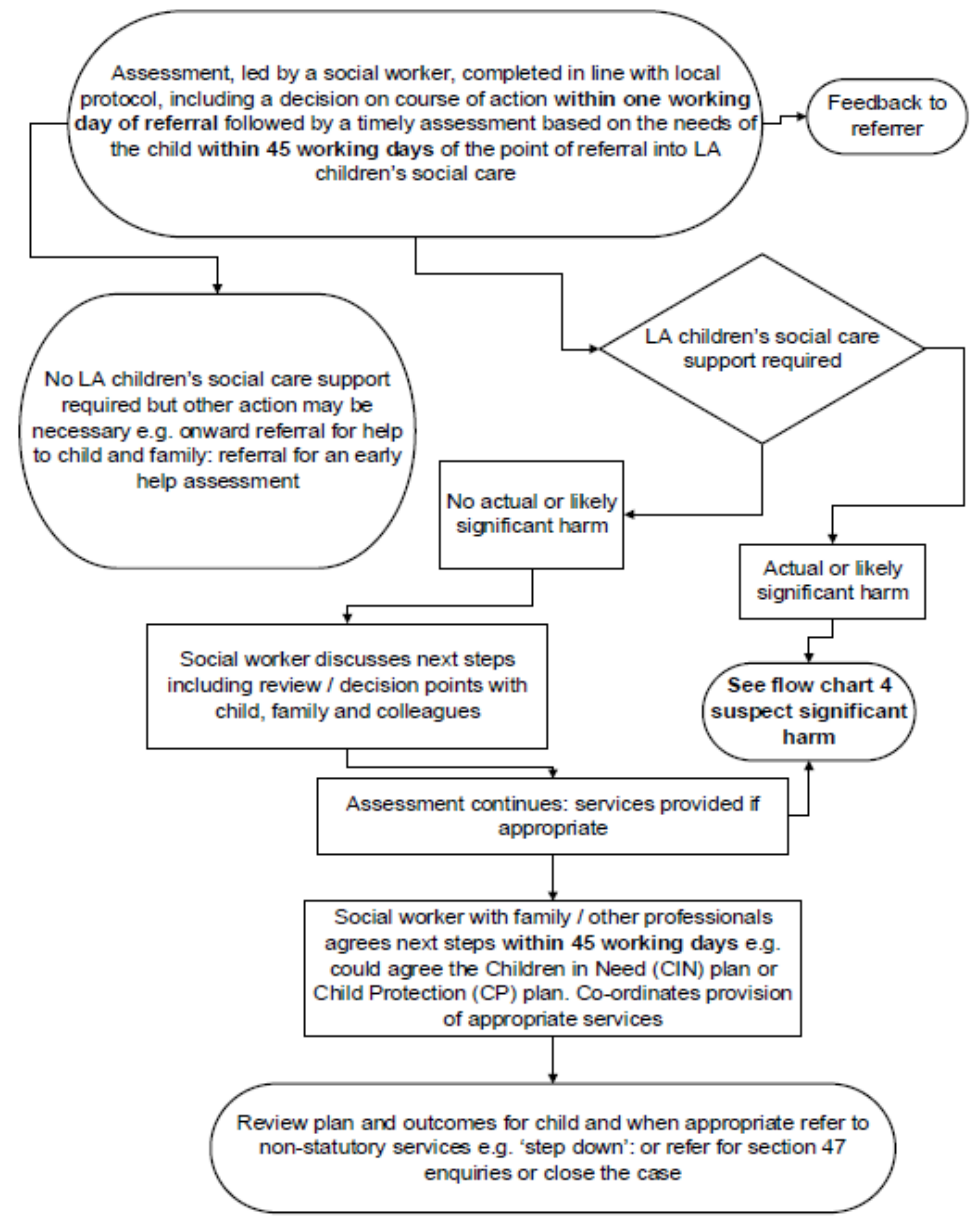 Assessment, led by a social worker, completed in line with local
protocol, including a decision on course of action within one working
day of referral followed by a timely assessment based on the needs of
the child within 45 working days of the point of referral into LA
children's social care
Feedback to
referrer
LA children's social care
support required
No LA children's social care support
required but other action may be
necessary e.g. onward referral for help
to child and family: referral for an early
help assessment
No actual or likely
significant harm
Actual or likely
significant harm
Social worker discusses next steps
including review / decision points with
child, family and colleagues
See flow chart 4
suspect significant
harm
Assessment continues: services provided if
appropriate
Social worker with family / other professionals
agrees next steps within 45 working days e.g.
could agree the Children in Need (CIN) plan or
Child Protection (CP) plan. Co-ordinates provision
of appropriate services
Review plan and outcomes for child and when appropriate refer to
non-statutory services e.g. ‘step down’: or refer for section 47
enquiries or close the case